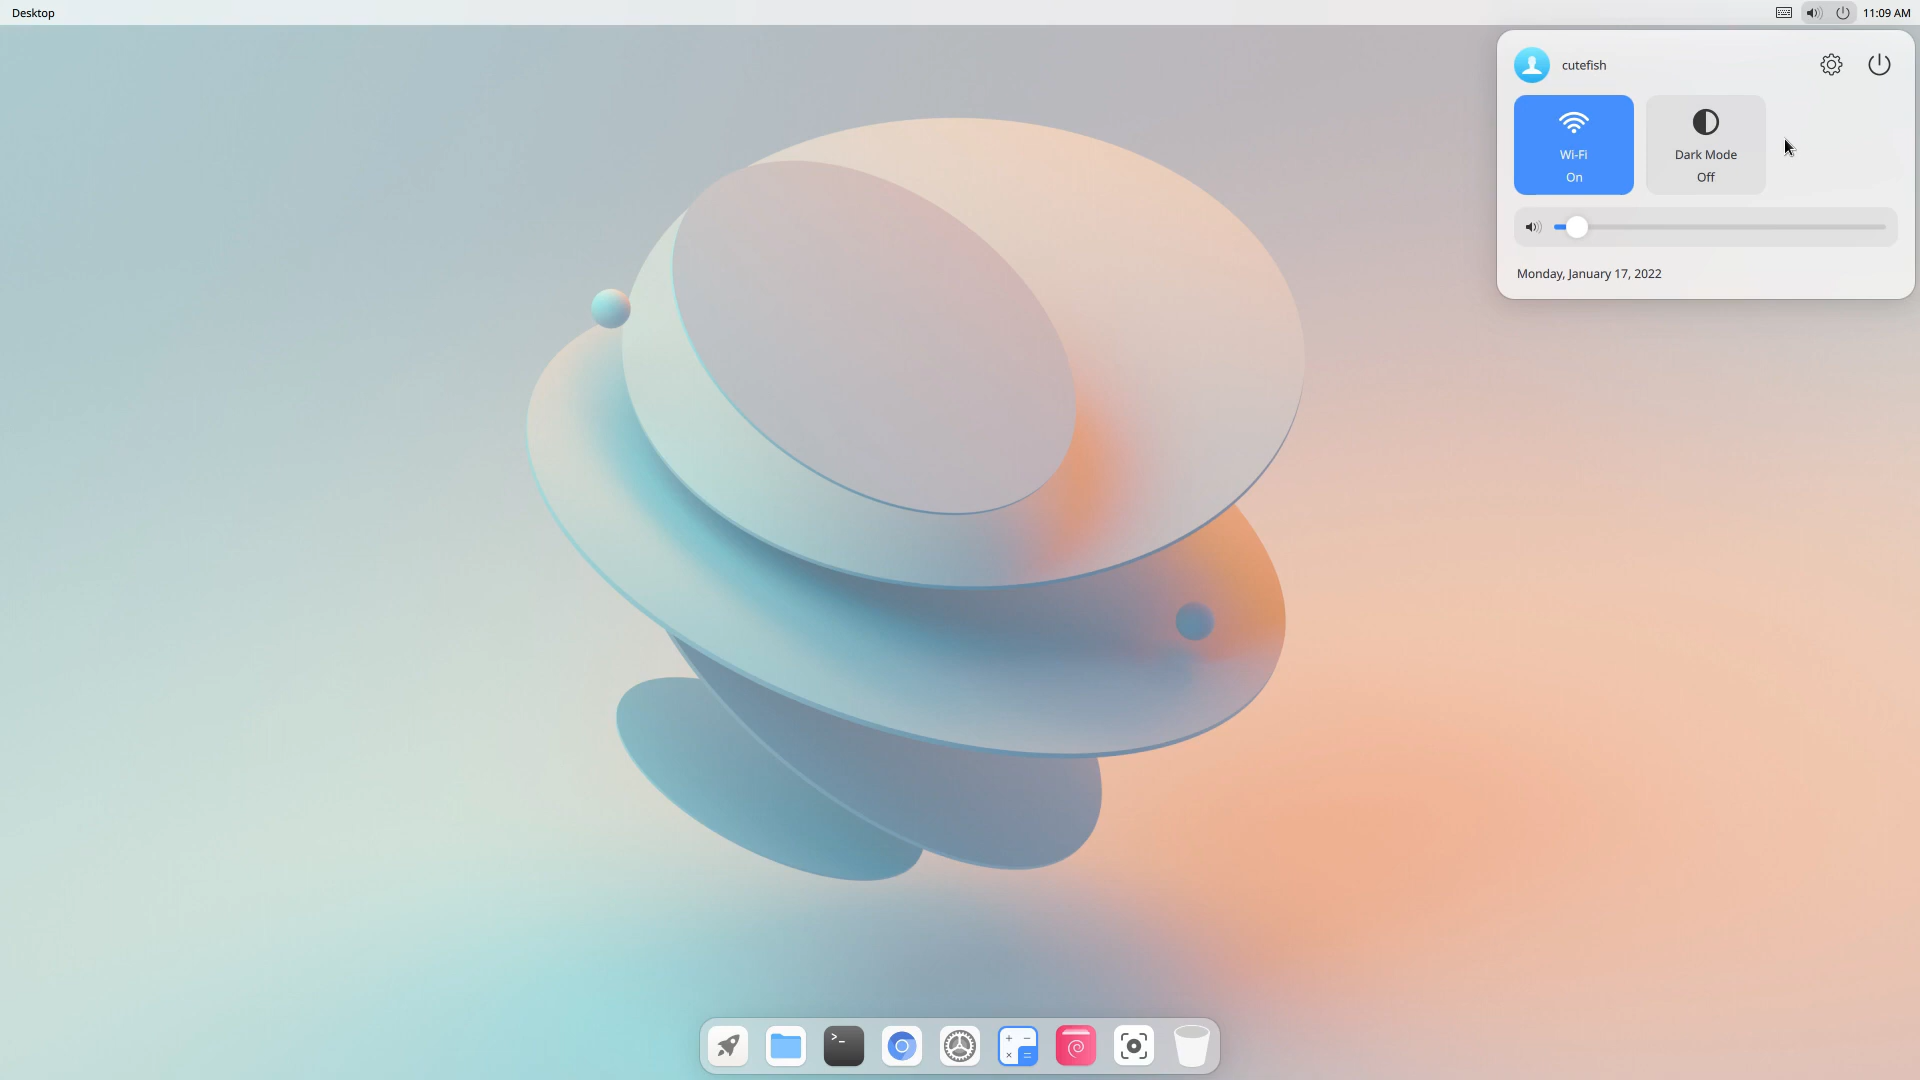 Desktop
11:09 AM
cutefish
Wi-Fi
On
Dark Mode
Off
Monday, January 17, 2022
>_
+ −
× =